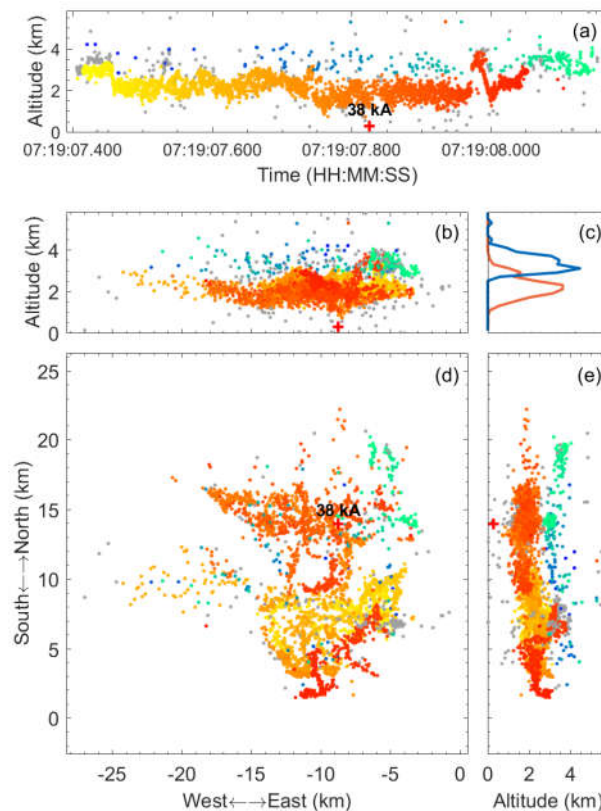 (a)
Altitude (km)
4
2
0
38 kA
07:19:07.400 07:19:07.600 07:19:07.800 07:19:08.000
Time (HH:MM:SS)
(b) (c)
Altitude (km)
4
2
0
(d) (e)
South←→North (km)
25
20
15
10
5
0
38 kA
-25 -20 -15 -10 -5 0
West←→East (km)
0 2 4 6
Altitude (km)